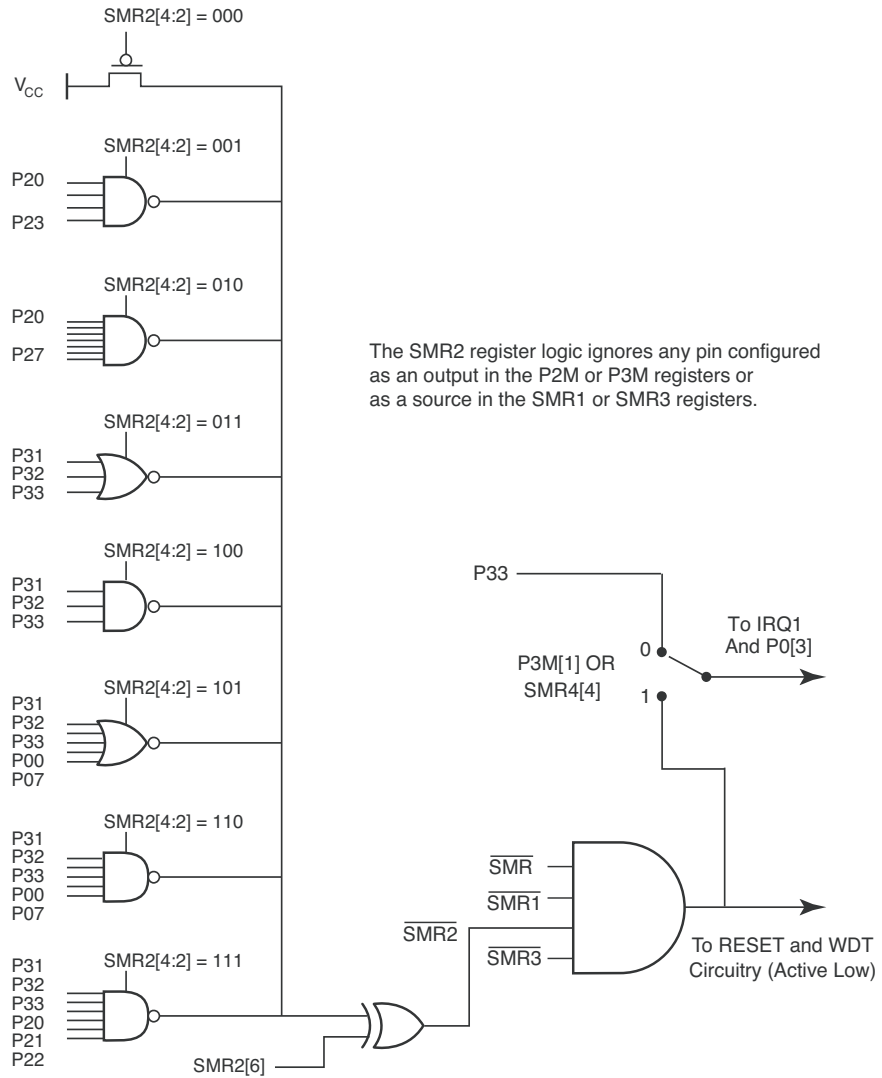 SMR2[4:2] = 000
VCC
SMR2[4:2] = 001
P20
P23
SMR2[4:2] = 010
P20
P27
The SMR2 register logic ignores any pin configured
as an output in the P2M or P3M registers or
as a source in the SMR1 or SMR3 registers.
SMR2[4:2] = 011
P31
P32
P33
SMR2[4:2] = 100
P31
P32
P33
P33
To IRQ1
And P0[3]
0
P3M[1] OR
SMR4[4]
1
SMR2[4:2] = 101
P31
P32
P33
P00
P07
SMR2[4:2] = 110
P31
P32
P33
P00
P07
SMR
SMR1
SMR2
SMR3
To RESET and WDT
Circuitry (Active Low)
SMR2[4:2] = 111
P31
P32
P33
P20
P21
P22
SMR2[6]